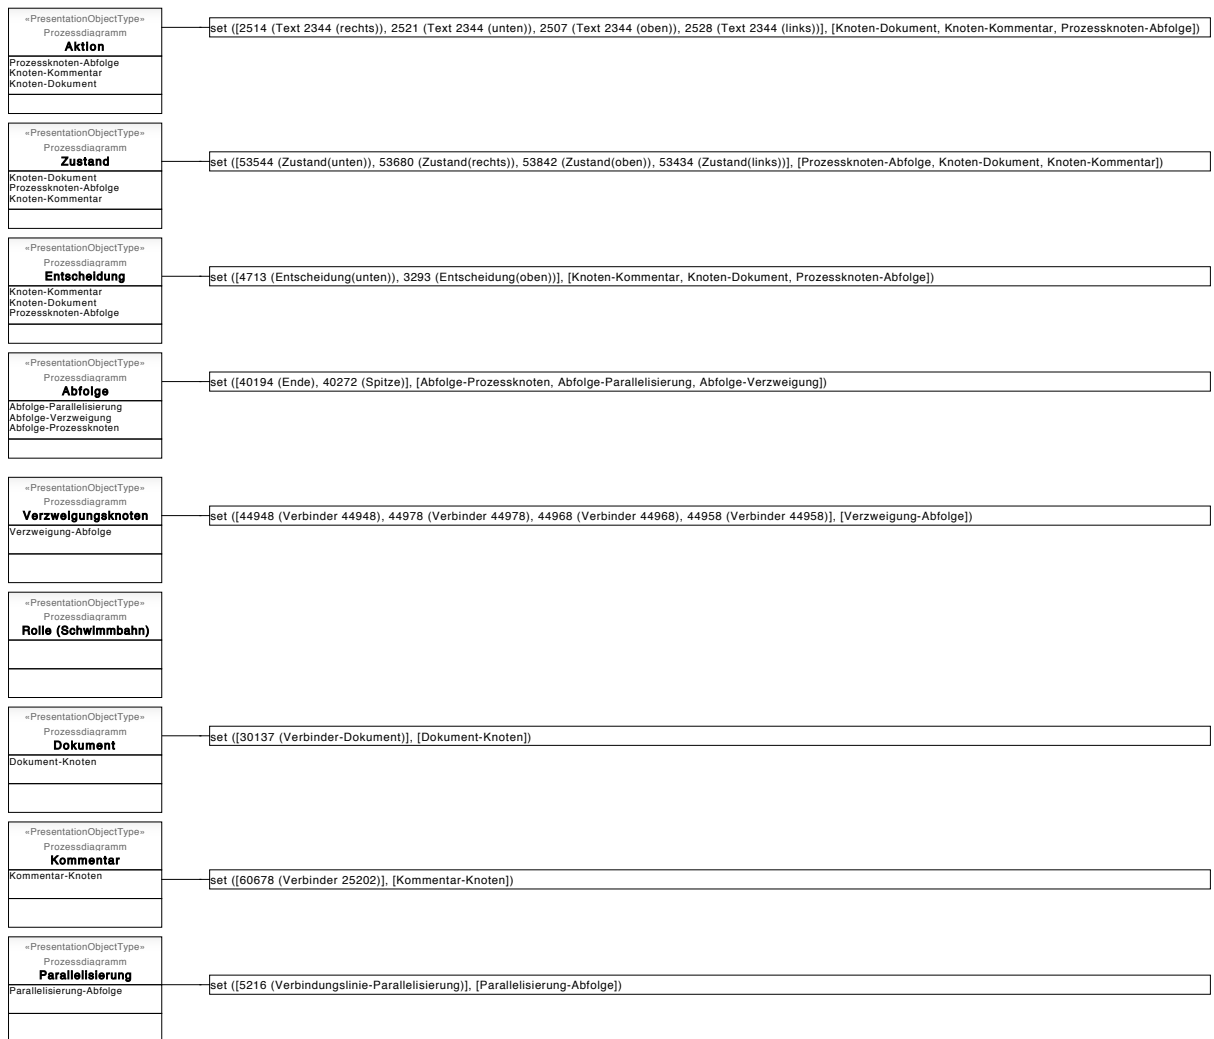 «PresentationObjectType»
Prozessdiagramm
Aktion
Prozessknoten-Abfolge
Knoten-Kommentar
Knoten-Dokument
set ([2514 (Text 2344 (rechts)), 2521 (Text 2344 (unten)), 2507 (Text 2344 (oben)), 2528 (Text 2344 (links))], [Knoten-Dokument, Knoten-Kommentar, Prozessknoten-Abfolge])
«PresentationObjectType»
Prozessdiagramm
Zustand
Knoten-Dokument
Prozessknoten-Abfolge
Knoten-Kommentar
set ([53544 (Zustand(unten)), 53680 (Zustand(rechts)), 53842 (Zustand(oben)), 53434 (Zustand(links))], [Prozessknoten-Abfolge, Knoten-Dokument, Knoten-Kommentar])
«PresentationObjectType»
Prozessdiagramm
Entscheidung
Knoten-Kommentar
Knoten-Dokument
Prozessknoten-Abfolge
set ([4713 (Entscheidung(unten)), 3293 (Entscheidung(oben))], [Knoten-Kommentar, Knoten-Dokument, Prozessknoten-Abfolge])
«PresentationObjectType»
Prozessdiagramm
Abfolge
Abfolge-Parallelisierung
Abfolge-Verzweigung
Abfolge-Prozessknoten
set ([40194 (Ende), 40272 (Spitze)], [Abfolge-Prozessknoten, Abfolge-Parallelisierung, Abfolge-Verzweigung])
«PresentationObjectType»
Prozessdiagramm
Verzweigungsknoten
Verzweigung-Abfolge
set ([44948 (Verbinder 44948), 44978 (Verbinder 44978), 44968 (Verbinder 44968), 44958 (Verbinder 44958)], [Verzweigung-Abfolge])
«PresentationObjectType»
Prozessdiagramm
Rolle (Schwimmbahn)
«PresentationObjectType»
Prozessdiagramm
Dokument
Dokument-Knoten
set ([30137 (Verbinder-Dokument)], [Dokument-Knoten])
«PresentationObjectType»
Prozessdiagramm
Kommentar
Kommentar-Knoten
set ([60678 (Verbinder 25202)], [Kommentar-Knoten])
«PresentationObjectType»
Prozessdiagramm
Parallelisierung
Parallelisierung-Abfolge
set ([5216 (Verbindungslinie-Parallelisierung)], [Parallelisierung-Abfolge])